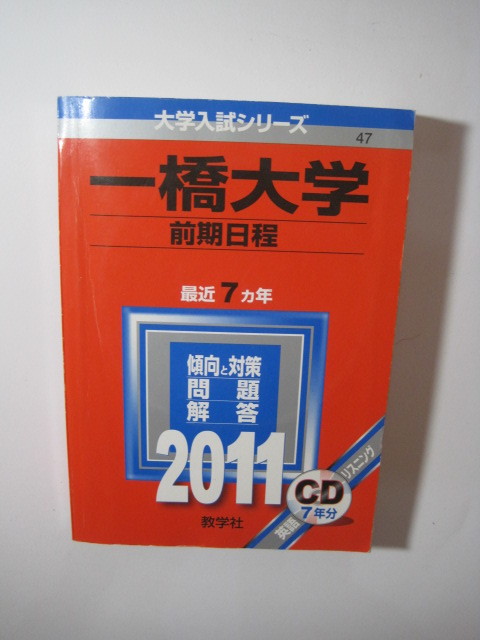 大学入試シリーズ
47
一橋大学
前期日程
最近7ヵ年
傾向と対策
問題
解答
2011
CD
7年分
英語
リスニング
教学社